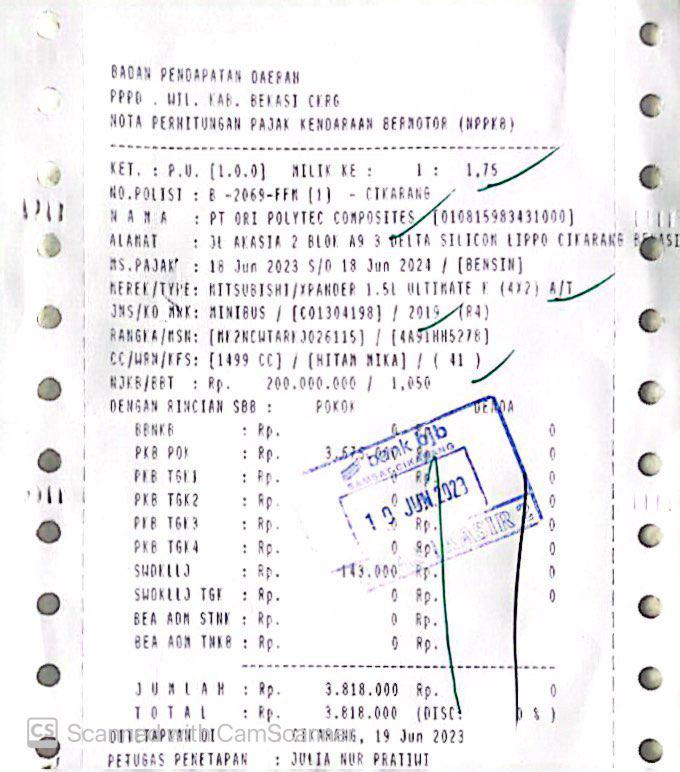 BADAN PENDAPATAN DAERAH
PPPD . WIL. KAB. BEKASI CKRG
NOTA PERHITUNGAN PAJAK KENDARAAN BERMOTOR (NPPKB)
KET. : P.U. [1.0.0] MILIK KE : 1 : 1,75
NO.POLISI : B -2069-FFM [1] - CIKARANG
N A M A : PT ORI POLYTEC COMPOSITES [010815983431000]
ALAMAT : JL AKASIA 2 BLOK A9 3 DELTA SILICON LIPPO CIKARANG BEKASI
MS.PAJAK : 18 Jun 2023 S/D 18 Jun 2024 / [BENSIN]
MEREK/TYPE: MITSUBISHI/XPANDER 1.5L ULTIMATE K (4X2) A/T
JNS/KO MRK: MINIBUS / [C01304198] / 2019 (R4)
RANGKA/MSN: [MK2NCWTARKJ026115] / [4A91HH5278]
CC/WRN/KFS: [1499 CC] / [HITAM MIKA] / ( 41 )
NJKB/BBT : Rp. 200.000.000 / 1,050
DENGAN RINCIAN SBB : POKOK DENDA
BBNKB : Rp. 0 Rp. 0
PKB POK : Rp. 3.675.000 Rp. 0
PKB TGK1 : Rp. 0 Rp. 0
PKB TGK2 : Rp. 0 Rp. 0
PKB TGK3 : Rp. 0 Rp. 0
PKB TGK4 : Rp. 0 Rp. 0
SWDKLLJ : Rp. 143.000 Rp. 0
SWDKLLJ TGK : Rp. 0 Rp. 0
BEA ADM STNK : Rp. 0 Rp.
BEA ADM TNKB : Rp. 0 Rp.
bank bjb
SAMSAT CIKARANG
19 JUN 2023
KASIR 2
J U M L A H : Rp. 3.818.000 Rp. 0
T O T A L : Rp. 3.818.000 (DISC: 0 % )
DITETAPKAN DI CIKARANG, 19 Jun 2023
PETUGAS PENETAPAN : JULIA NUR PRATIWI
CS Scanned with CamScanner